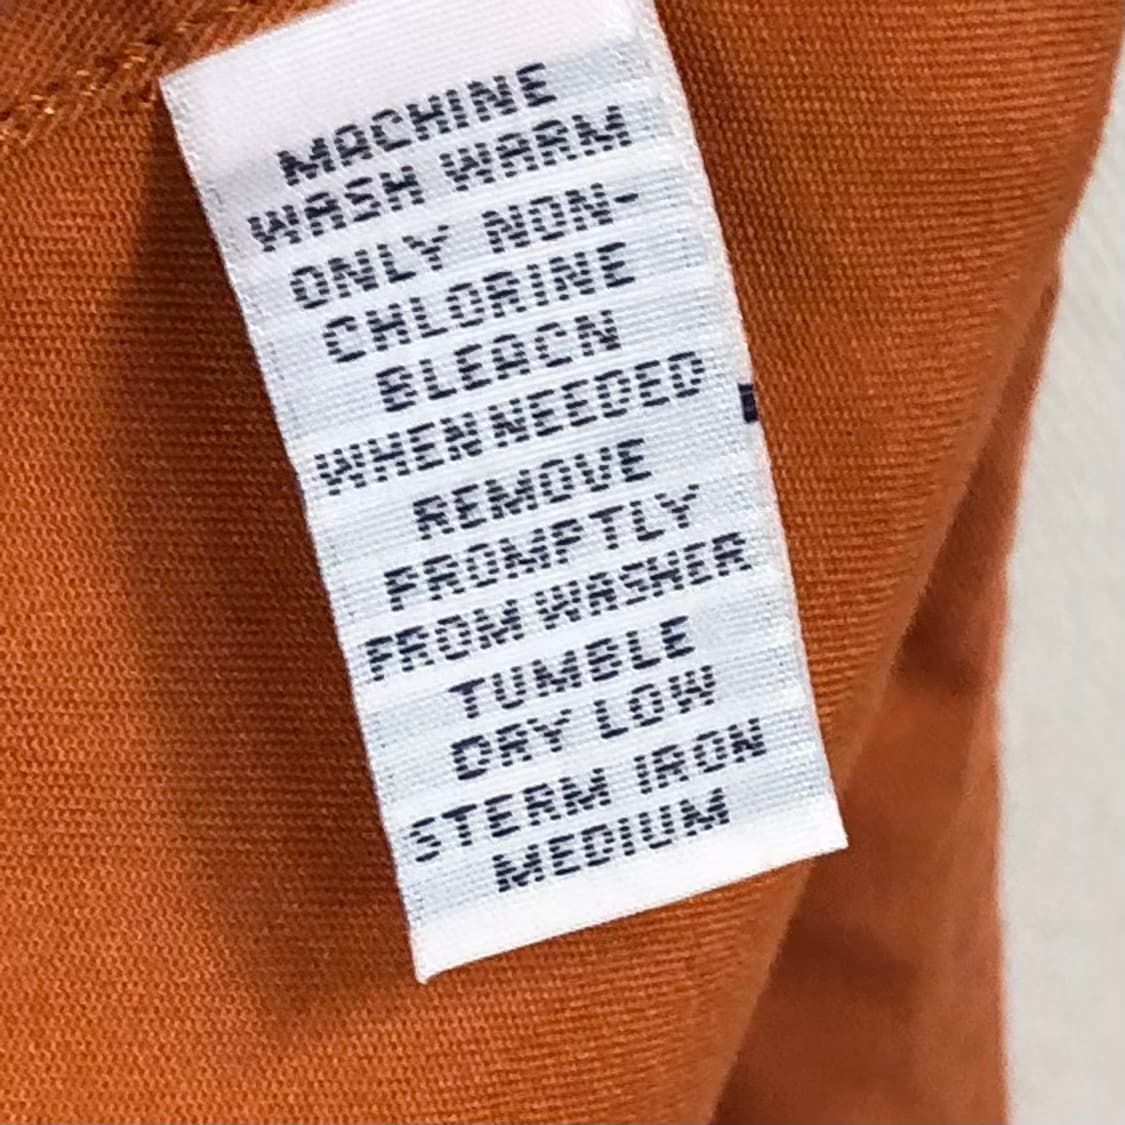 MACHINE
WASH WARM
ONLY NON-
CHLORINE
BLEACN
WHEN NEEDED
REMOVE
PROMPTLY
FROM WASHER
TUMBLE
DRY LOW
STERM IRON
MEDIUM